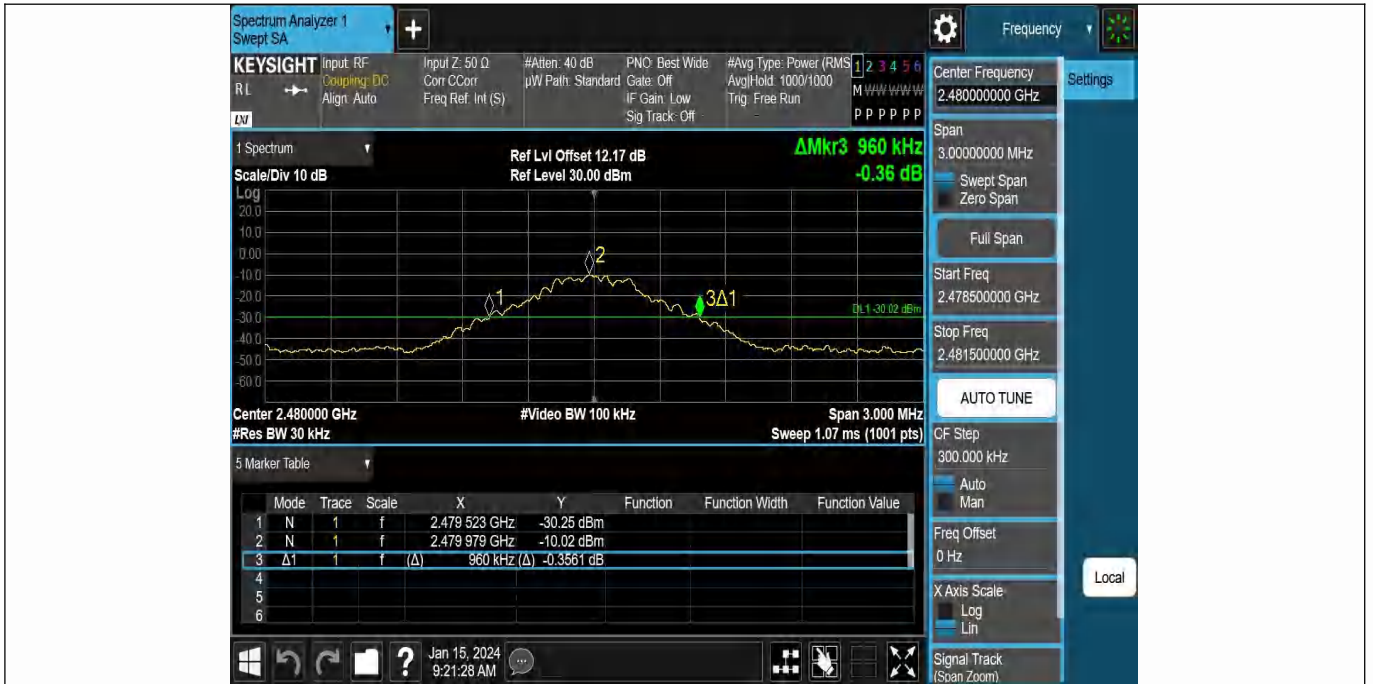 Spectrum Analyzer 1
Swept SA
+
Frequency
KEYSIGHT
RL
LXI
Input: RF
Coupling: DC
Align: Auto
Input Z: 50 Ω
Corr CCorr
Freq Ref: Int (S)
#Atten: 40 dB
µW Path: Standard
PNO: Best Wide
Gate: Off
IF Gain: Low
Sig Track: Off
#Avg Type: Power (RMS
Avg|Hold: 1000/1000
Trig: Free Run
1 2 3 4 5 6
M W W W W W
P P P P P P
Center Frequency
2.480000000 GHz
Settings
1 Spectrum
Scale/Div 10 dB
Ref Lvl Offset 12.17 dB
Ref Level 30.00 dBm
ΔMkr3 960 kHz
-0.36 dB
Span
3.00000000 MHz
Swept Span
Zero Span
Full Span
Log
20.0
10.0
0.00
-10.0
-20.0
-30.0
-40.0
-50.0
-60.0
1
2
3Δ1
DL1 -30.02 dBm
Start Freq
2.478500000 GHz
Stop Freq
2.481500000 GHz
AUTO TUNE
Center 2.480000 GHz
#Video BW 100 kHz
Span 3.000 MHz
#Res BW 30 kHz
Sweep 1.07 ms (1001 pts)
CF Step
300.000 kHz
Auto
Man
5 Marker Table
Mode Trace Scale X Y Function Function Width Function Value
1 N 1 f 2.479 523 GHz -30.25 dBm
2 N 1 f 2.479 979 GHz -10.02 dBm
3 Δ1 1 f (Δ) 960 kHz (Δ) -0.3561 dB
4
5
6
Freq Offset
0 Hz
Local
X Axis Scale
Log
Lin
?
Jan 15, 2024
9:21:28 AM
Signal Track
(Span Zoom)